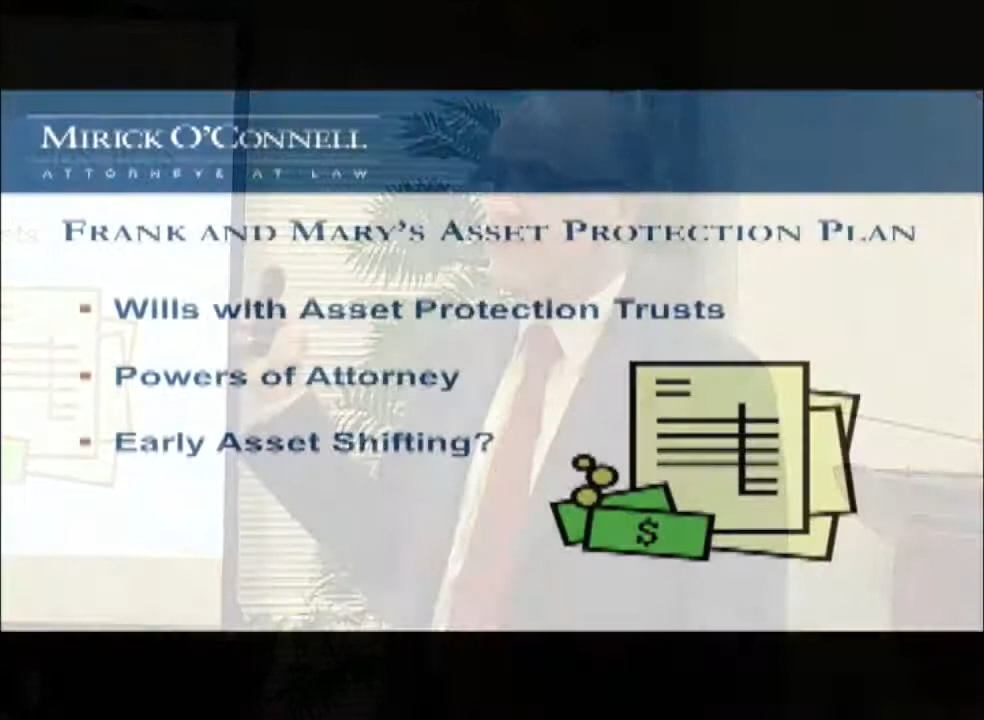 MIRICK O'CONNELL
ATTORNEYS AT LAW
FRANK AND MARY'S ASSET PROTECTION PLAN
Wills with Asset Protection Trusts
Powers of Attorney
Early Asset Shifting?
$